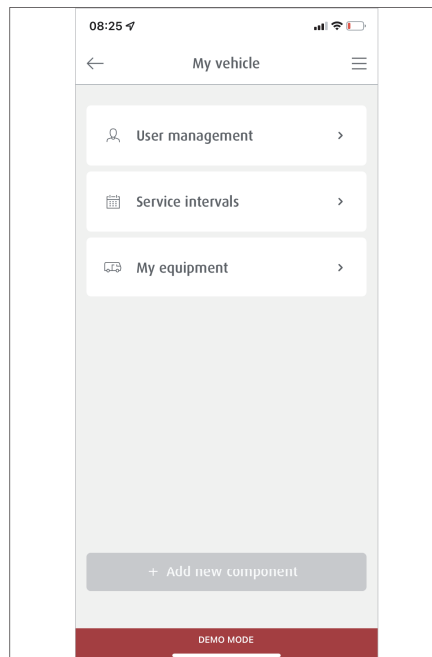 08:25
My vehicle
User management
Service intervals
My equipment
+ Add new component
DEMO MODE